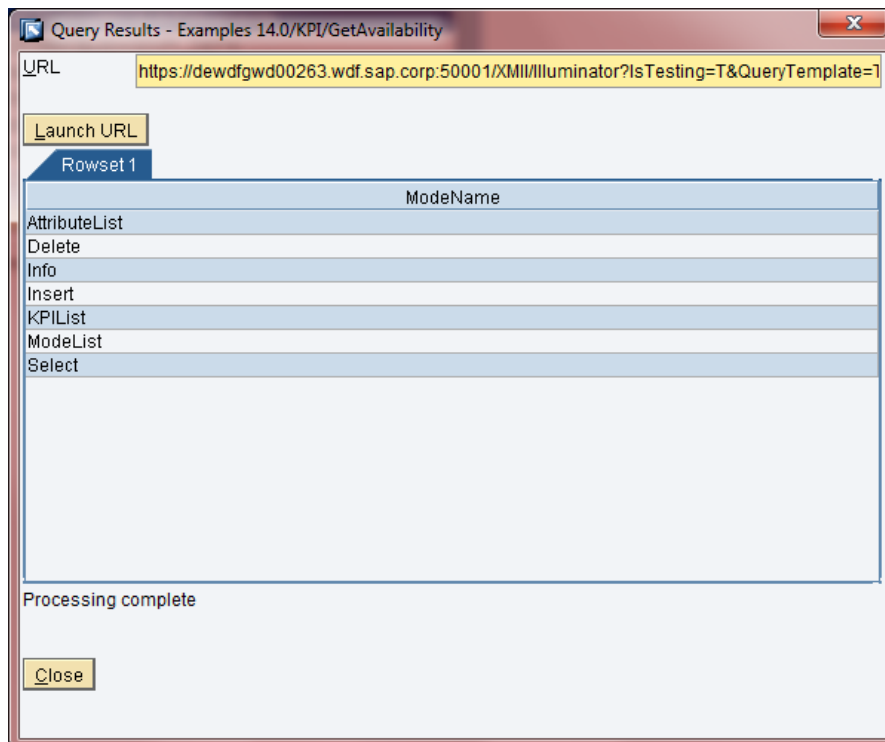 Query Results - Examples 14.0/KPI/GetAvailability
URL
https://dewdfgwd00263.wdf.sap.corp:50001/XMII/Illuminator?IsTesting=T&QueryTemplate=T
Launch URL
Rowset 1
ModeName
AttributeList
Delete
Info
Insert
KPIList
ModeList
Select
Processing complete
Close